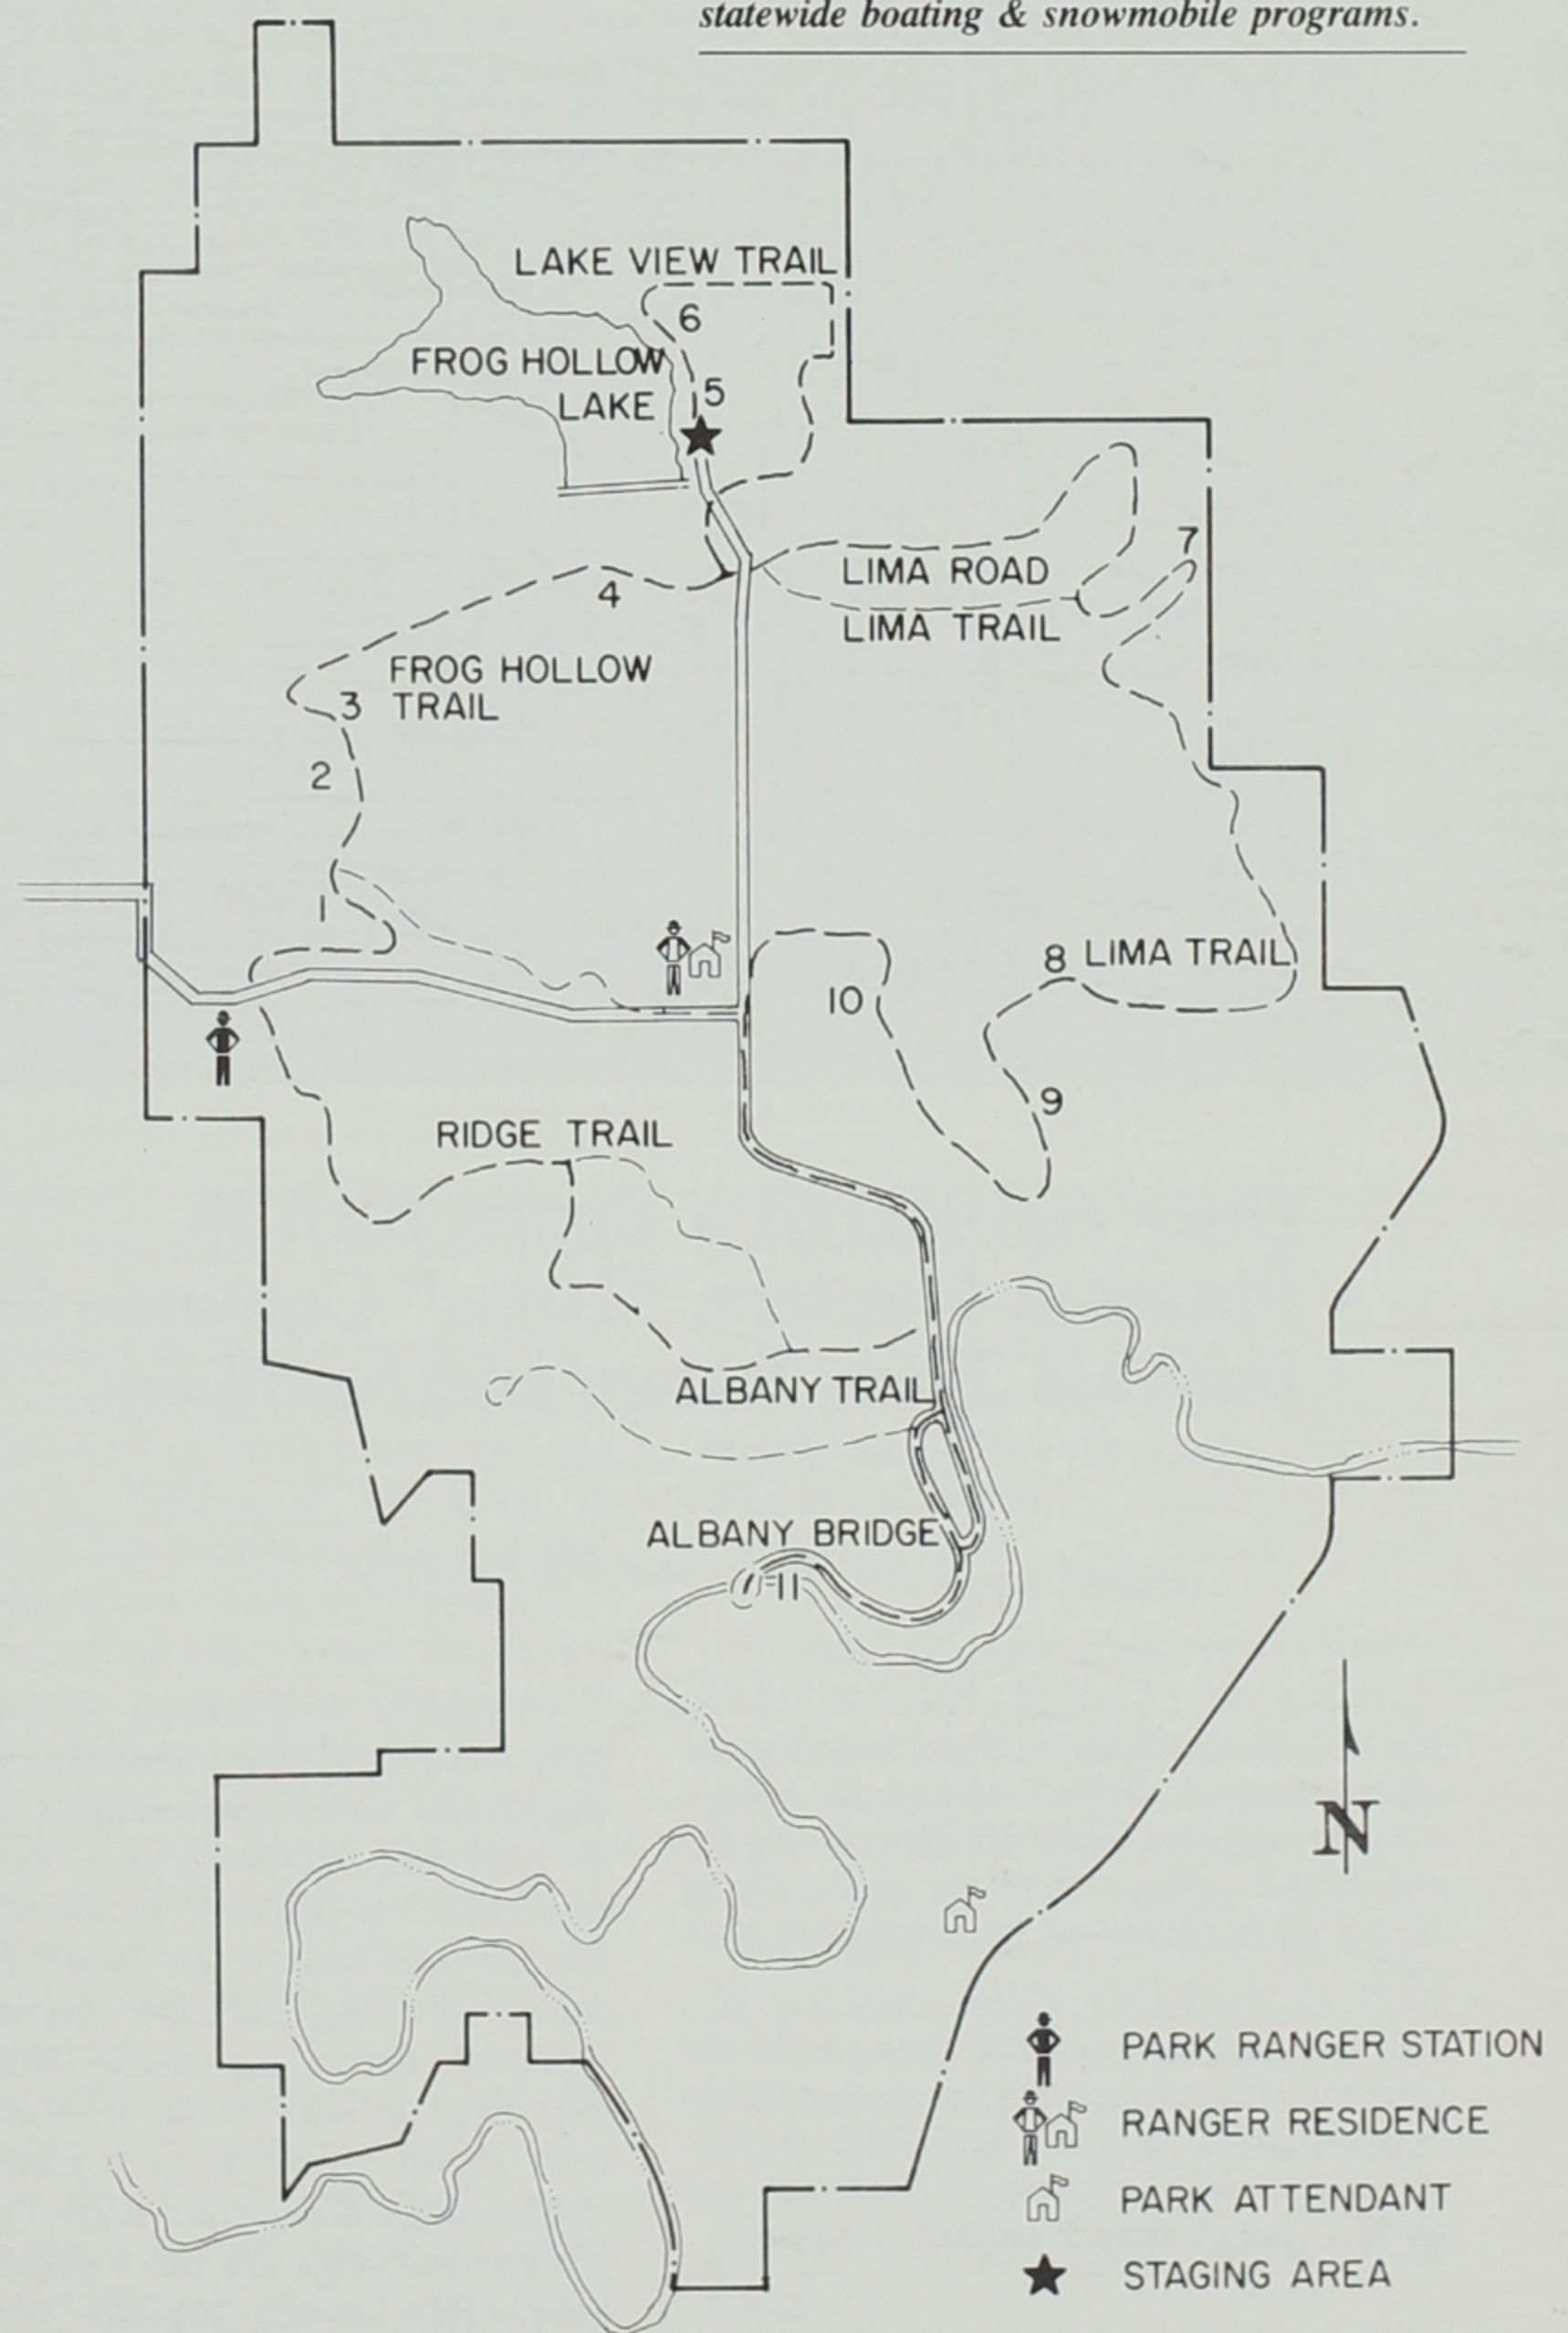 statewide boating & snowmobile programs.
LAKE VIEW TRAIL
6
FROG HOLLOW
LAKE
5
7
LIMA ROAD
4
LIMA TRAIL
FROG HOLLOW
3 TRAIL
2
1
8 LIMA TRAIL
10
9
RIDGE TRAIL
ALBANY TRAIL
ALBANY BRIDGE
11
N
PARK RANGER STATION
RANGER RESIDENCE
PARK ATTENDANT
STAGING AREA